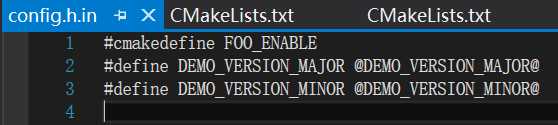 config.h.in CMakeLists.txt CMakeLists.txt
1 #cmakedefine FOO_ENABLE
2 #define DEMO_VERSION_MAJOR @DEMO_VERSION_MAJOR@
3 #define DEMO_VERSION_MINOR @DEMO_VERSION_MINOR@
4